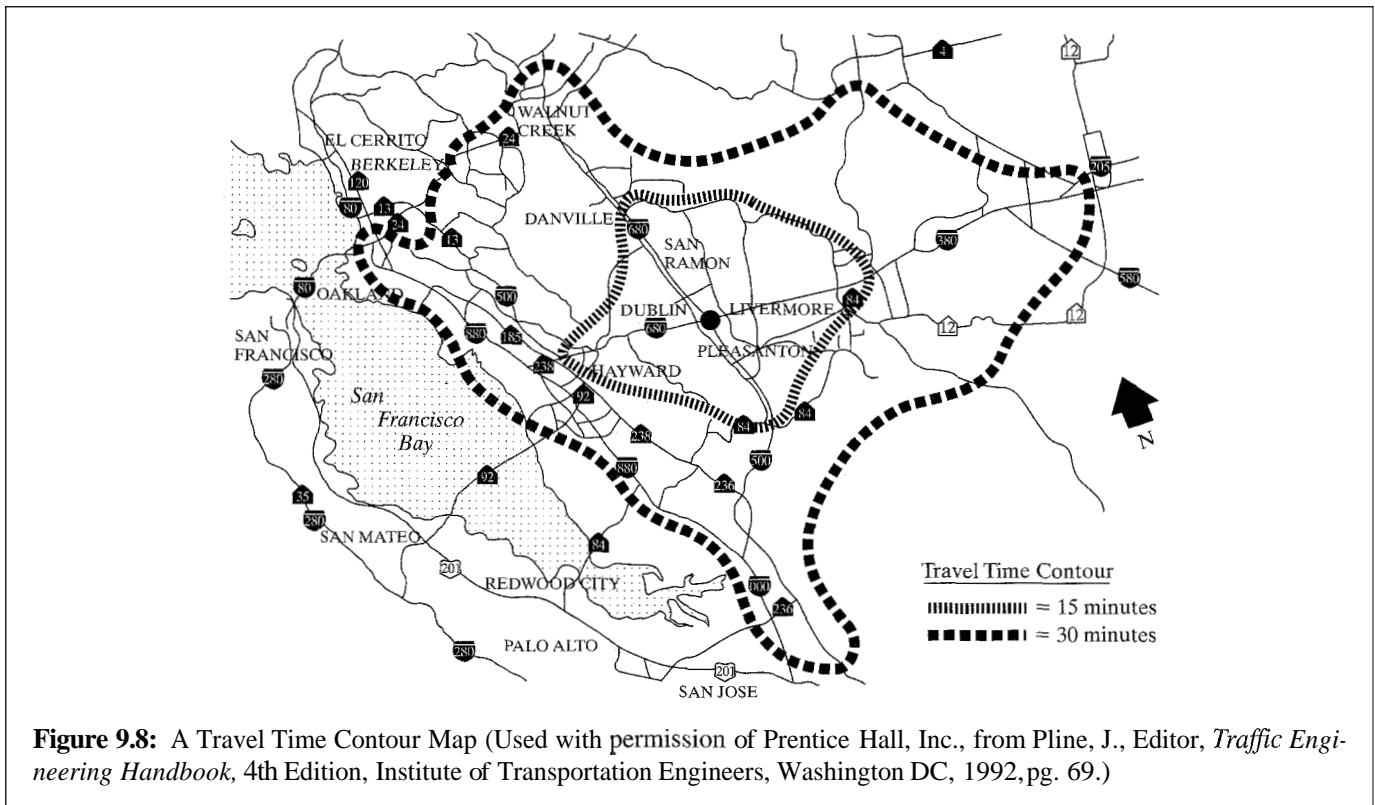 4
12
WALNUT
CREEK
24
EL CERRITO
BERKELEY
120
205
80
13
24
13
DANVILLE
680
SAN
RAMON
380
580
80
OAKLAND
500
84
DUBLIN
LIVERMORE
12
12
SAN
FRANCISCO
880
185
680
PLEASANTON
238
HAYWARD
280
92
San
Francisco
Bay
84
84
N
238
880
500
92
236
35
280
SAN MATEO
84
201
REDWOOD CITY
000
236
Travel Time Contour
= 15 minutes
= 30 minutes
PALO ALTO
280
201
SAN JOSE
Figure 9.8: A Travel Time Contour Map (Used with permission of Prentice Hall, Inc., from Pline, J., Editor, Traffic Engi-
neering Handbook, 4th Edition, Institute of Transportation Engineers, Washington DC, 1992, pg. 69.)